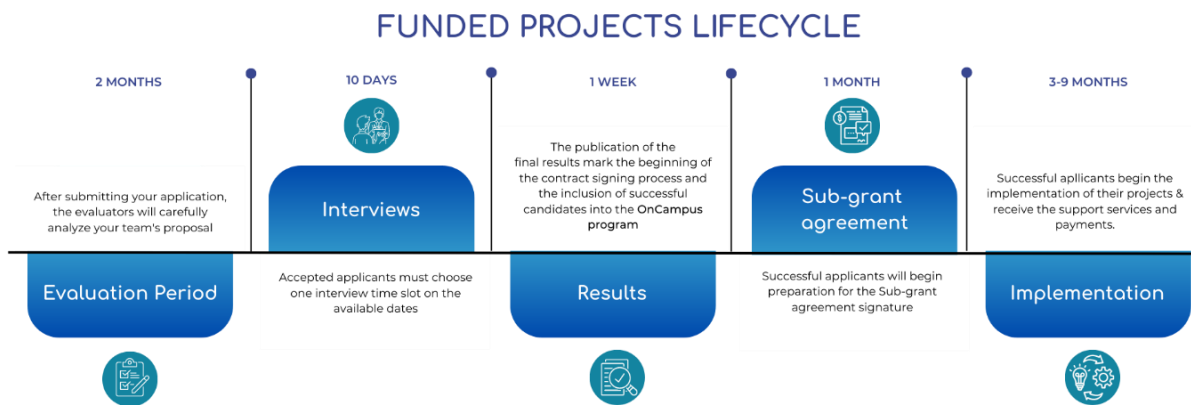 FUNDED PROJECTS LIFECYCLE
2 MONTHS
After submitting your application,
the evaluators will carefully
analyze your team's proposal
Evaluation Period
10 DAYS
Interviews
Accepted applicants must choose
one interview time slot on the
available dates
1 WEEK
The publication of the
final results mark the beginning of
the contract signing process and
the inclusion of successful
candidates into the OnCampus
program
Results
1 MONTH
Sub-grant
agreement
Successful applicants will begin
preparation for the Sub-grant
agreement signature
3-9 MONTHS
Successful apllicants begin the
implementation of their projects &
receive the support services and
payments.
Implementation